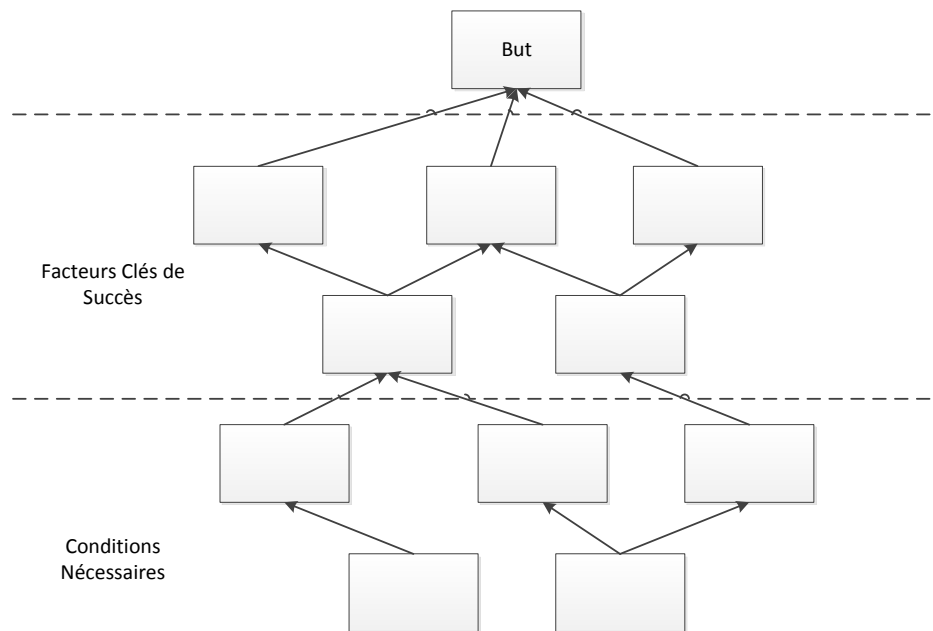 But
Facteurs Clés de
Succès
Conditions
Nécessaires